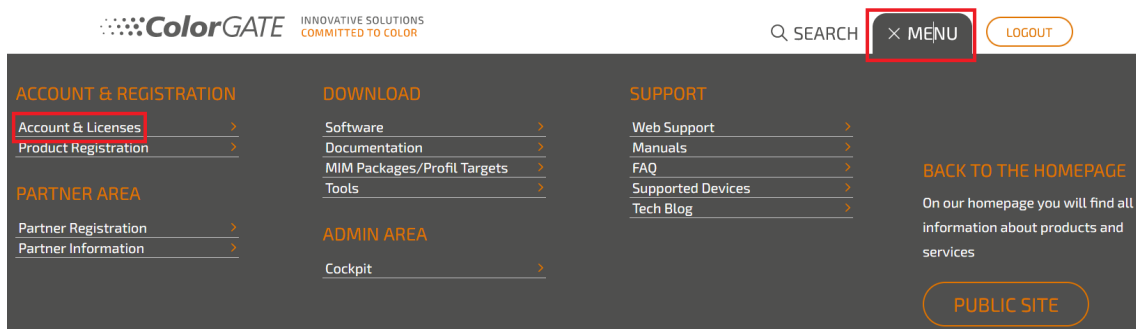 ColorGATE
INNOVATIVE SOLUTIONS
COMMITTED TO COLOR
SEARCH
MENU
LOGOUT
ACCOUNT & REGISTRATION
Account & Licenses
Product Registration
PARTNER AREA
Partner Registration
Partner Information
DOWNLOAD
Software
Documentation
MIM Packages/Profil Targets
Tools
ADMIN AREA
Cockpit
SUPPORT
Web Support
Manuals
FAQ
Supported Devices
Tech Blog
BACK TO THE HOMEPAGE
On our homepage you will find all
information about products and
services
PUBLIC SITE